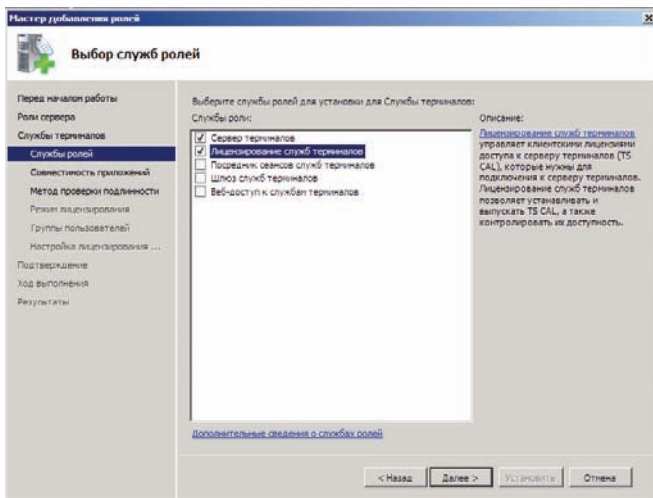 Мастер добавления ролей
Выбор служб ролей
Перед началом работы
Роли сервера
Службы терминалов
Службы ролей
Совместимость приложений
Метод проверки подлинности
Режим лицензирования
Группы пользователей
Настройка лицензирования ...
Подтверждение
Ход выполнения
Результаты
Выберите службы ролей для установки для Службы терминалов:
Службы роли:
Сервер терминалов
Лицензирование служб терминалов
Посредник сеансов служб терминалов
Шлюз служб терминалов
Веб-доступ к службам терминалов
Описание:
Лицензирование служб терминалов
управляет клиентскими лицензиями
доступа к серверу терминалов (TS
CAL), которые нужны для
подключения к серверу терминалов.
Лицензирование служб терминалов
позволяет устанавливать и
выпускать TS CAL, а также
контролировать их доступность.
Дополнительные сведения о службах ролей
< Назад
Далее >
Установить
Отмена